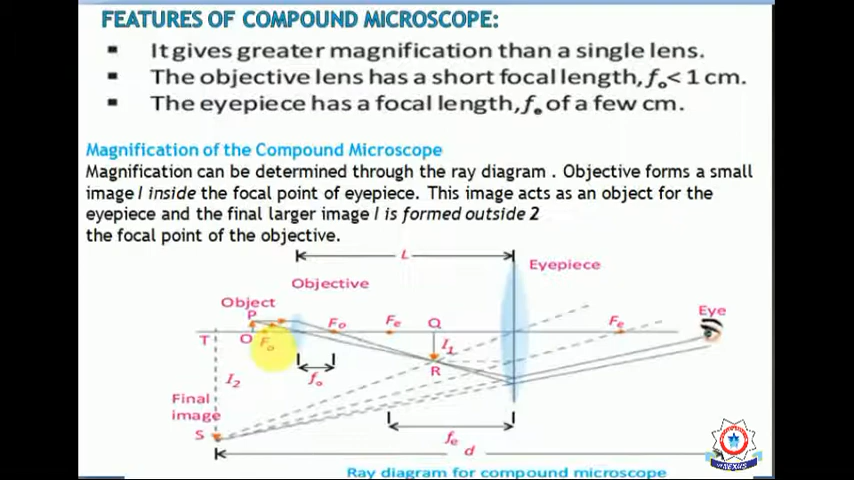 FEATURES OF COMPOUND MICROSCOPE:
▪ It gives greater magnification than a single lens.
▪ The objective lens has a short focal length, fo < 1 cm.
▪ The eyepiece has a focal length, fe of a few cm.
Magnification of the Compound Microscope
Magnification can be determined through the ray diagram . Objective forms a small
image I inside the focal point of eyepiece. This image acts as an object for the
eyepiece and the final larger image I is formed outside 2
the focal point of the objective.
L
Eyepiece
Objective
Object
P
Fo
Fe
Q
Fe
Eye
T
O
Fo
I1
R
I2
fo
Final
image
S
fe
d
Ray diagram for compound microscope
NEXUS